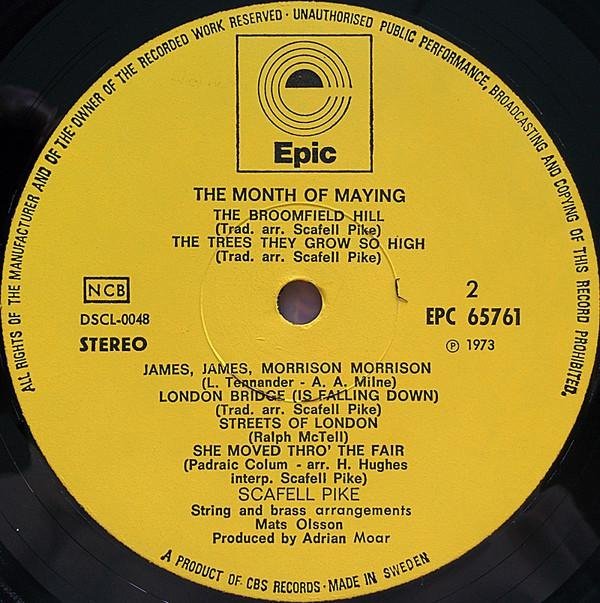 ALL RIGHTS OF THE MANUFACTURER AND OF THE OWNER OF THE RECORDED WORK RESERVED · UNAUTHORISED PUBLIC PERFORMANCE, BROADCASTING AND COPYING OF THIS RECORD PROHIBITED.
Epic
THE MONTH OF MAYING
THE BROOMFIELD HILL
(Trad. arr. Scafell Pike)
THE TREES THEY GROW SO HIGH
(Trad. arr. Scafell Pike)
NCB
DSCL-0048
STEREO
2
EPC 65761
℗ 1973
JAMES, JAMES, MORRISON MORRISON
(L. Tennander - A. A. Milne)
LONDON BRIDGE (IS FALLING DOWN)
(Trad. arr. Scafell Pike)
STREETS OF LONDON
(Ralph McTell)
SHE MOVED THRO' THE FAIR
(Padraic Colum - arr. H. Hughes
interp. Scafell Pike)
SCAFELL PIKE
String and brass arrangements
Mats Olsson
Produced by Adrian Moar
A PRODUCT OF CBS RECORDS · MADE IN SWEDEN